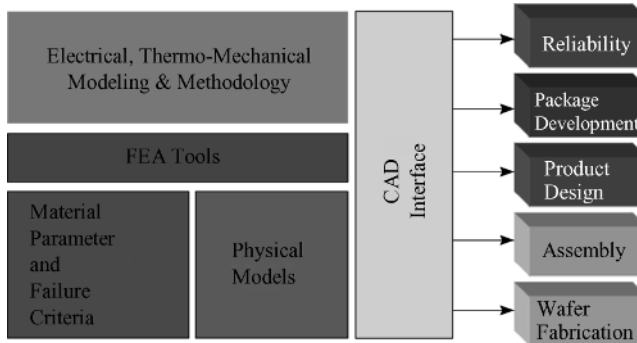 Electrical, Thermo-Mechanical
Modeling & Methodology
FEA Tools
Material
Parameter
and
Failure
Criteria
Physical
Models
CAD
Interface
Reliability
Package
Development
Product
Design
Assembly
Wafer
Fabrication